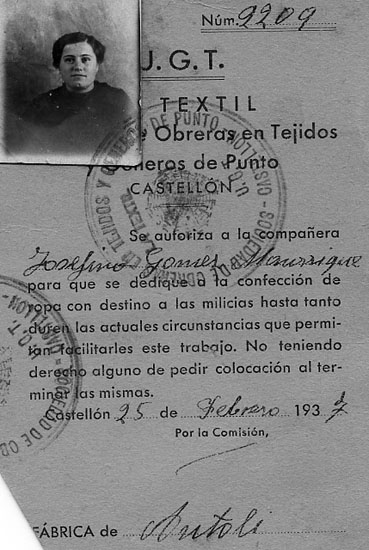 Núm. 9209
U.G.T.
TEXTIL
de Obreras en Tejidos
Géneros de Punto
CASTELLÓN
Se autoriza a la compañera
Josefina Gomez Manrrique
para que se dedique a la confección de
ropa con destino a las milicias hasta tanto
duren las actuales circunstancias que permi-
tan facilitarles este trabajo. No teniendo
derecho alguno de pedir colocación al ter-
minar las mismas.
Castellón 25 de Febrero 1937
Por la Comisión,
FÁBRICA de Antoli